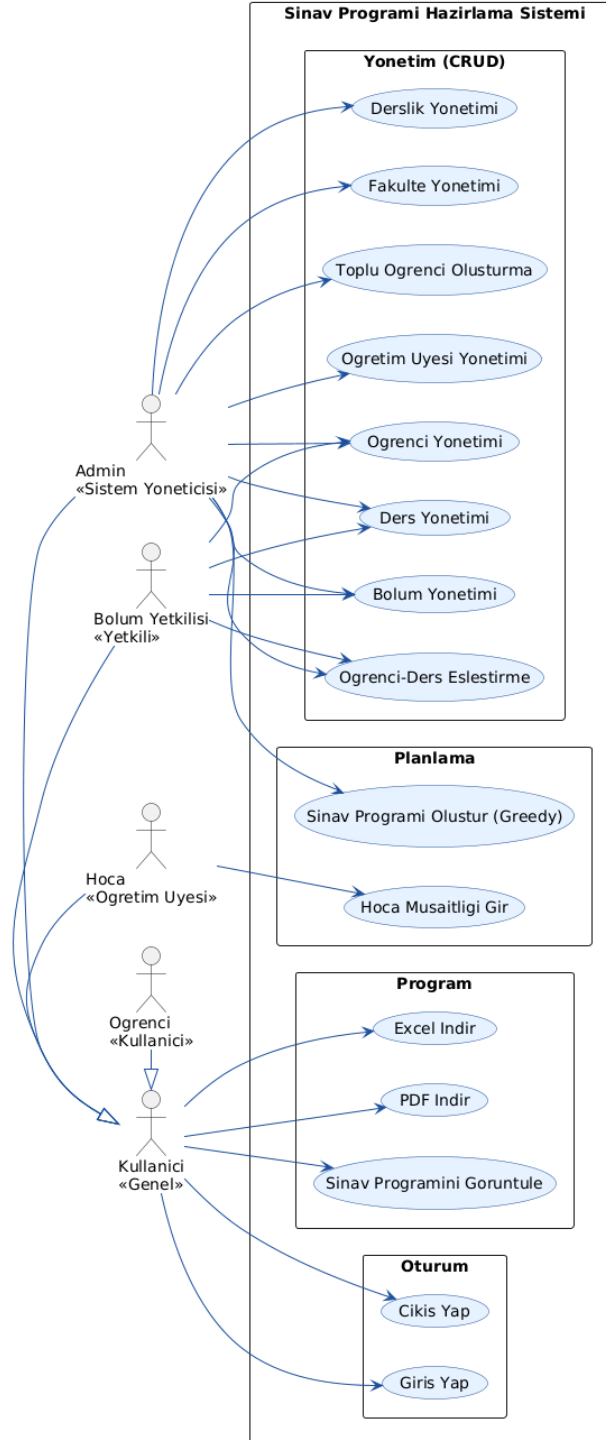 Sinav Programi Hazirlama Sistemi
Yonetim (CRUD)
Derslik Yonetimi
Fakulte Yonetimi
Toplu Ogrenci Olusturma
Ogretim Uyesi Yonetimi
Ogrenci Yonetimi
Admin
«Sistem Yoneticisi»
Ders Yonetimi
Bolum Yonetimi
Bolum Yetkilisi
«Yetkili»
Ogrenci-Ders Eslestirme
Planlama
Sinav Programi Olustur (Greedy)
Hoca
«Ogretim Uyesi»
Hoca Musaitligi Gir
Program
Ogrenci
«Kullanici»
Excel Indir
PDF Indir
Kullanici
«Genel»
Sinav Programini Goruntule
Oturum
Cikis Yap
Giris Yap